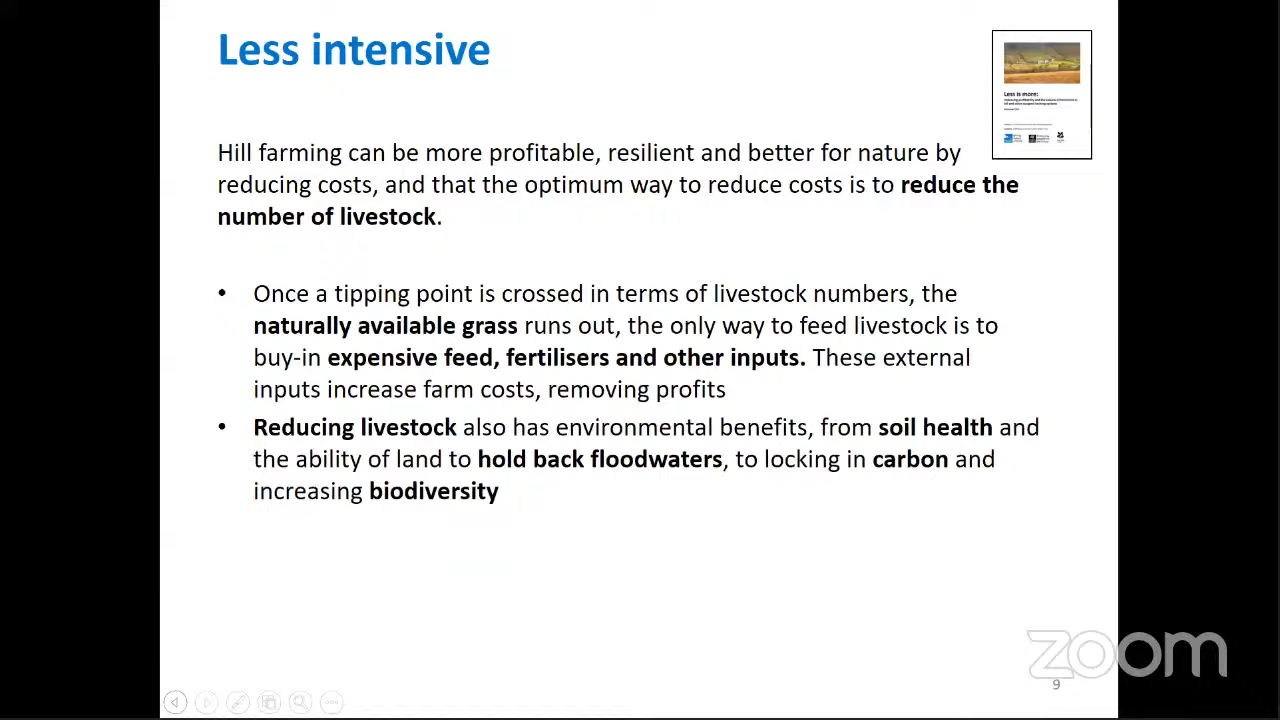 Less intensive
Less is more:
Hill farming can be more profitable, resilient and better for nature by
reducing costs, and that the optimum way to reduce costs is to reduce the
number of livestock.
• Once a tipping point is crossed in terms of livestock numbers, the
naturally available grass runs out, the only way to feed livestock is to
buy-in expensive feed, fertilisers and other inputs. These external
inputs increase farm costs, removing profits
• Reducing livestock also has environmental benefits, from soil health and
the ability of land to hold back floodwaters, to locking in carbon and
increasing biodiversity
zoom
9